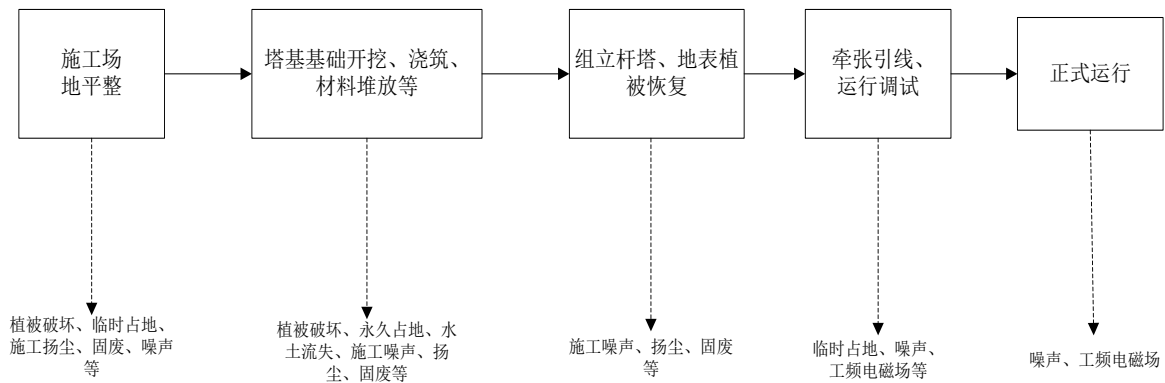 施工场
地平整
塔基基础开挖、浇筑、
材料堆放等
组立杆塔、地表植
被恢复
牵张引线、
运行调试
正式运行
植被破坏、临时占地、
施工扬尘、固废、噪声
等
植被破坏、永久占地、水
土流失、施工噪声、扬
尘、固废等
施工噪声、扬尘、固废
等
临时占地、噪声、
工频电磁场等
噪声、工频电磁场